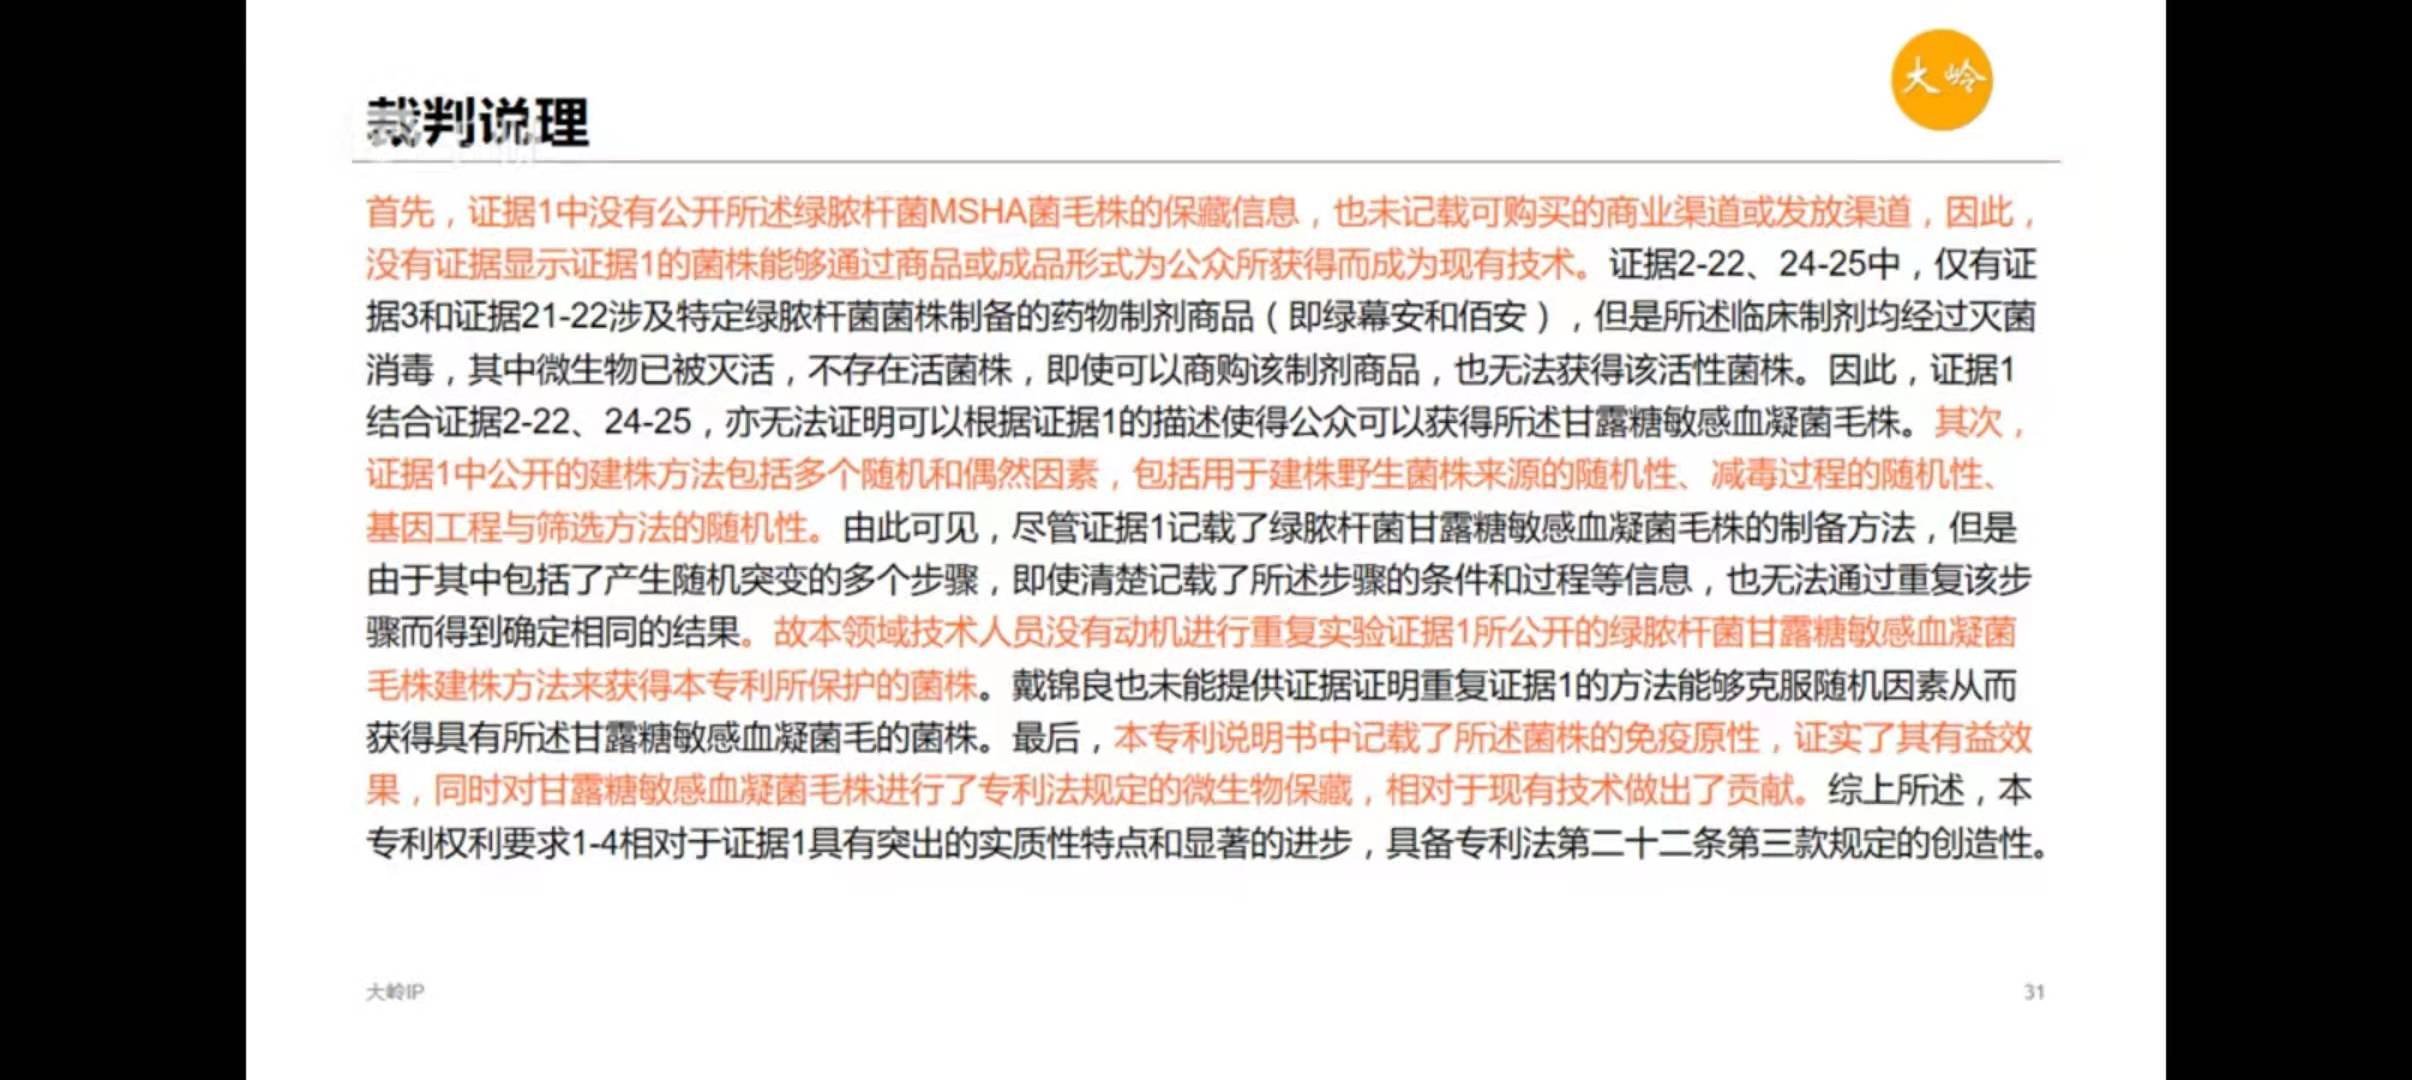 大岭
裁判说理
首先，证据1中没有公开所述绿脓杆菌MSHA菌毛株的保藏信息，也未记载可购买的商业渠道或发放渠道，因此，
没有证据显示证据1的菌株能够通过商品或成品形式为公众所获得而成为现有技术。证据2-22、24-25中，仅有证
据3和证据21-22涉及特定绿脓杆菌菌株制备的药物制剂商品（即绿幕安和佰安），但是所述临床制剂均经过灭菌
消毒，其中微生物已被灭活，不存在活菌株，即使可以商购该制剂商品，也无法获得该活性菌株。因此，证据1
结合证据2-22、24-25，亦无法证明可以根据证据1的描述使得公众可以获得所述甘露糖敏感血凝菌毛株。其次，
证据1中公开的建株方法包括多个随机和偶然因素，包括用于建株野生菌株来源的随机性、减毒过程的随机性、
基因工程与筛选方法的随机性。由此可见，尽管证据1记载了绿脓杆菌甘露糖敏感血凝菌毛株的制备方法，但是
由于其中包括了产生随机突变的多个步骤，即使清楚记载了所述步骤的条件和过程等信息，也无法通过重复该步
骤而得到确定相同的结果。故本领域技术人员没有动机进行重复实验证据1所公开的绿脓杆菌甘露糖敏感血凝菌
毛株建株方法来获得本专利所保护的菌株。戴锦良也未能提供证据证明重复证据1的方法能够克服随机因素从而
获得具有所述甘露糖敏感血凝菌毛的菌株。最后，本专利说明书中记载了所述菌株的免疫原性，证实了其有益效
果，同时对甘露糖敏感血凝菌毛株进行了专利法规定的微生物保藏，相对于现有技术做出了贡献。综上所述，本
专利权利要求1-4相对于证据1具有突出的实质性特点和显著的进步，具备专利法第二十二条第三款规定的创造性。
大岭IP
31